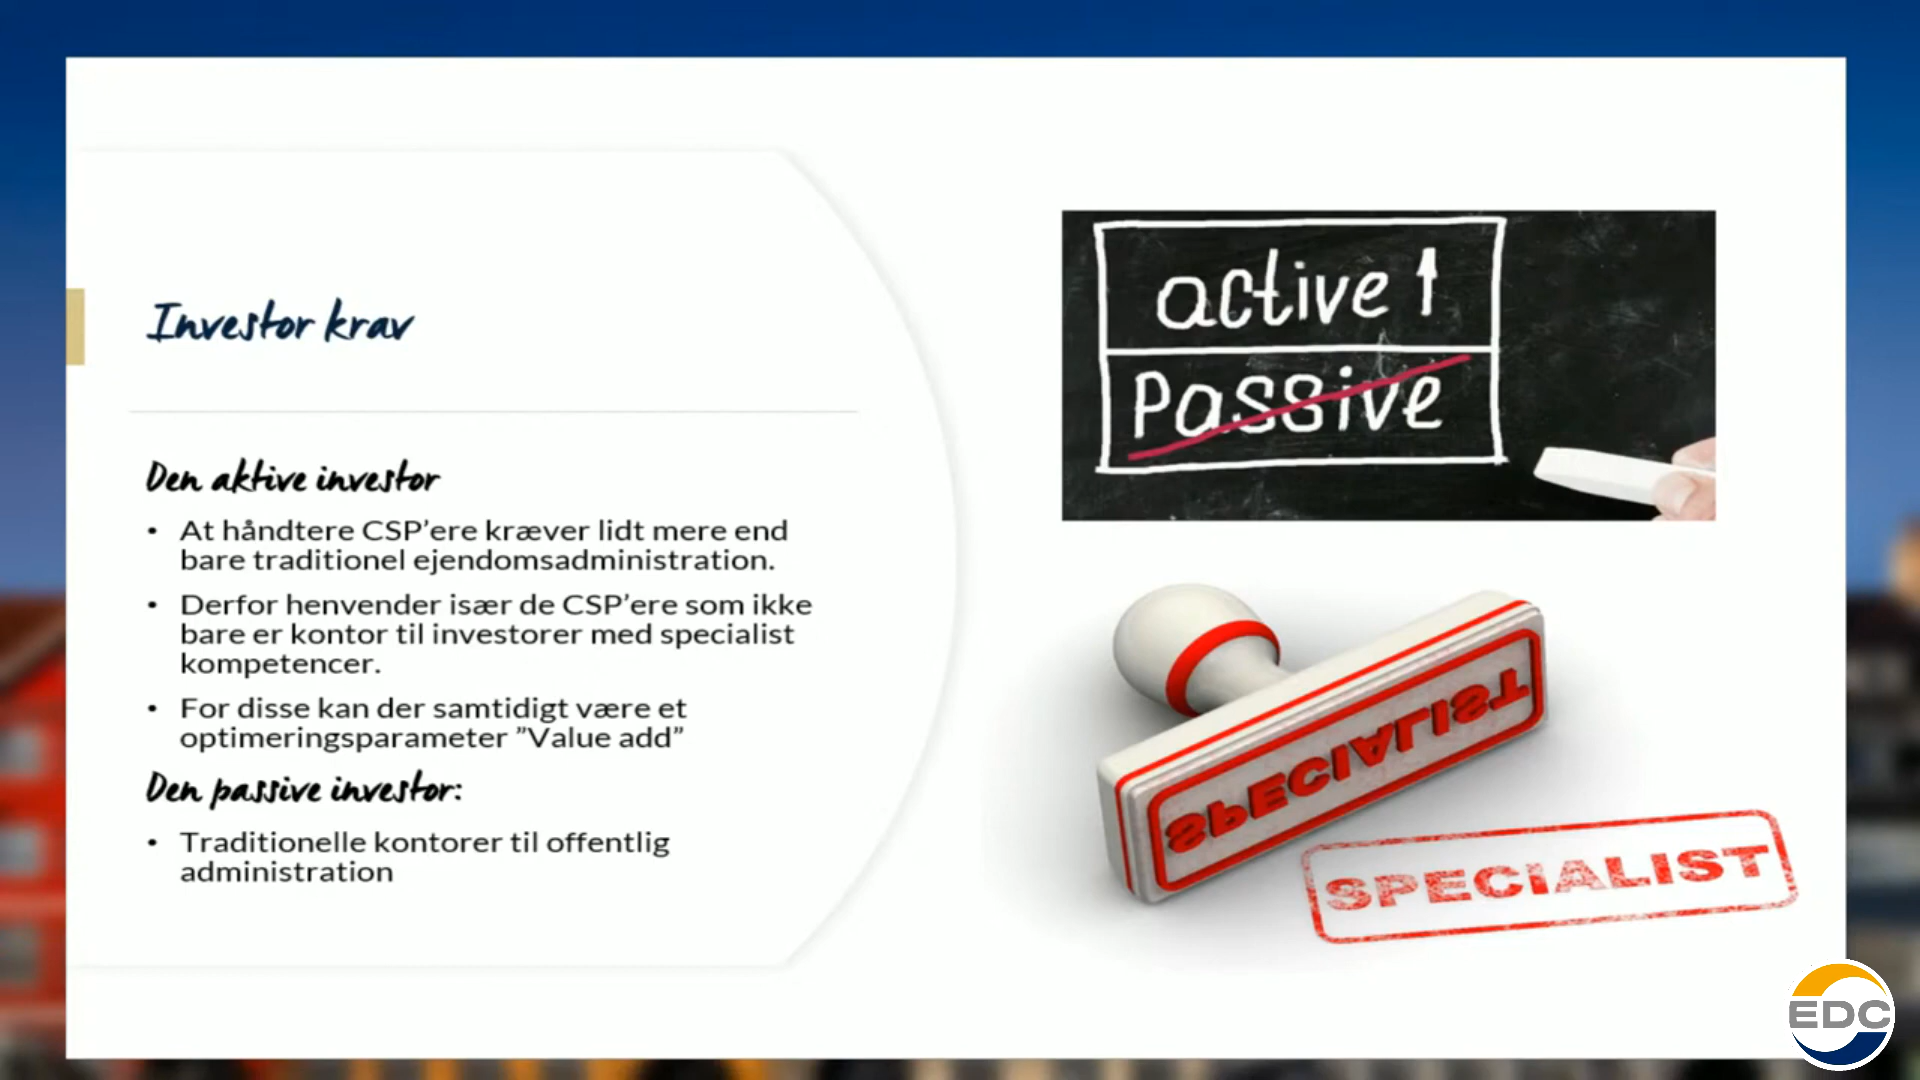 Investor krav
Den aktive investor
• At håndtere CSP’ere kræver lidt mere end
bare traditionel ejendomsadministration.
• Derfor henvender især de CSP’ere som ikke
bare er kontor til investorer med specialist
kompetencer.
• For disse kan der samtidigt være et
optimeringsparameter ”Value add”
Den passive investor:
• Traditionelle kontorer til offentlig
administration
active
Passive
SPECIALIST
SPECIALIST
EDC